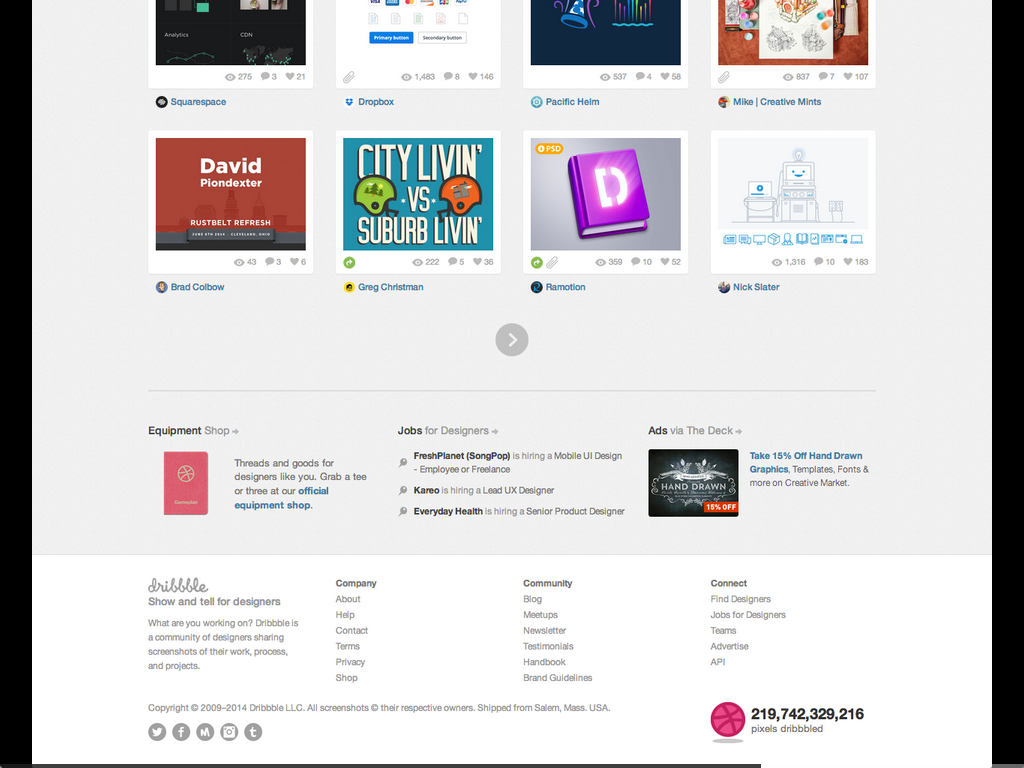 Analytics
CDN
Primary button
Secondary button
275 3 21
1,483 8 146
537 4 58
837 7 107
Squarespace
Dropbox
Pacific Helm
Mike | Creative Mints
David
Piondexter
RUSTBELT REFRESH
JUNE 6TH 2014 · CLEVELAND, OHIO
CITY LIVIN'
VS
SUBURB LIVIN'
PSD
D
43 3 6
222 5 36
359 10 52
1,316 10 183
Brad Colbow
Greg Christman
Ramotion
Nick Slater
Equipment Shop
Threads and goods for
designers like you. Grab a tee
or three at our official
equipment shop.
Jobs for Designers
FreshPlanet (SongPop) is hiring a Mobile UI Design
- Employee or Freelance
Kareo is hiring a Lead UX Designer
Everyday Health is hiring a Senior Product Designer
Ads via The Deck
HAND DRAWN
15% OFF
Take 15% Off Hand Drawn
Graphics, Templates, Fonts &
more on Creative Market.
dribbble
Show and tell for designers
What are you working on? Dribbble is
a community of designers sharing
screenshots of their work, process,
and projects.
Company
About
Help
Contact
Terms
Privacy
Shop
Community
Blog
Meetups
Newsletter
Testimonials
Handbook
Brand Guidelines
Connect
Find Designers
Jobs for Designers
Teams
Advertise
API
Copyright © 2009–2014 Dribbble LLC. All screenshots © their respective owners. Shipped from Salem, Mass. USA.
219,742,329,216
pixels dribbbled